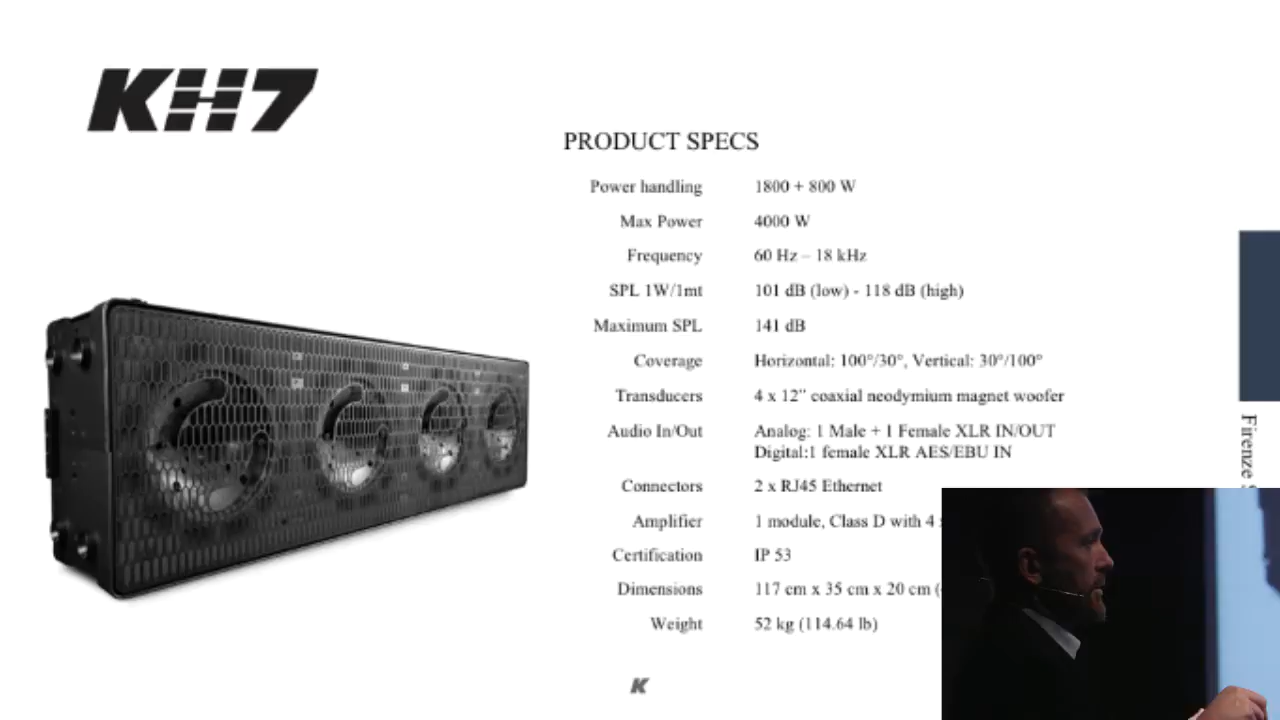 KH7
PRODUCT SPECS
Power handling 1800 + 800 W
Max Power 4000 W
Frequency 60 Hz – 18 kHz
SPL 1W/1mt 101 dB (low) - 118 dB (high)
Maximum SPL 141 dB
Coverage Horizontal: 100°/30°, Vertical: 30°/100°
Transducers 4 x 12” coaxial neodymium magnet woofer
Audio In/Out Analog: 1 Male + 1 Female XLR IN/OUT
Digital:1 female XLR AES/EBU IN
Connectors 2 x RJ45 Ethernet
Amplifier 1 module, Class D with 4
Certification IP 53
Dimensions 117 cm x 35 cm x 20 cm (
Weight 52 kg (114.64 lb)
K
Firenze